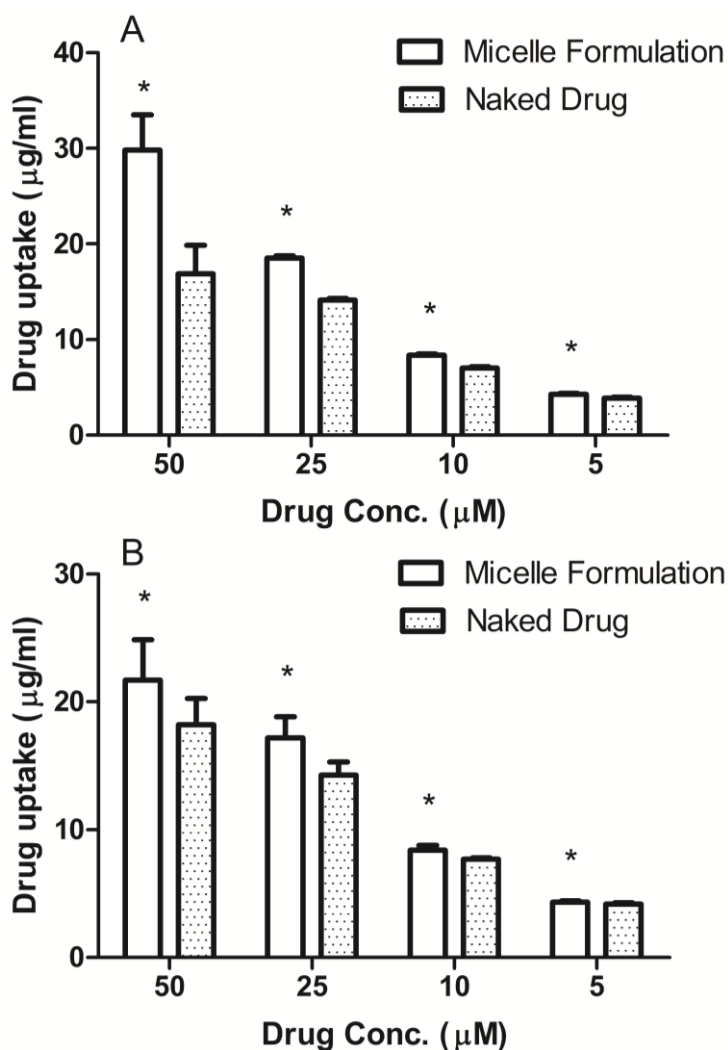 A
Micelle Formulation
Naked Drug
Drug uptake (μg/ml)
40
30
20
10
0
*
*
*
*
50 25 10 5
Drug Conc. (μM)
B
Micelle Formulation
Naked Drug
Drug uptake (μg/ml)
30
20
10
0
*
*
*
*
50 25 10 5
Drug Conc. (μM)